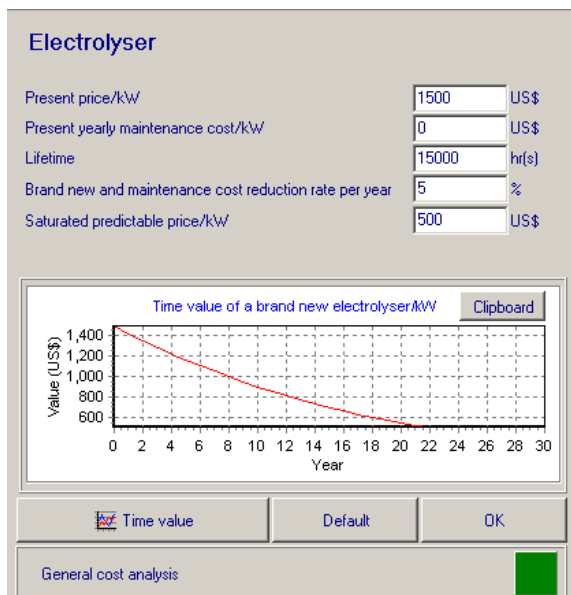 Electrolyser
Present price/kW 1500 US$
Present yearly maintenance cost/kW 0 US$
Lifetime 15000 hr(s)
Brand new and maintenance cost reduction rate per year 5 %
Saturated predictable price/kW 500 US$
Time value of a brand new electrolyser/kW Clipboard
Value (US$)
1,400
1,200
1,000
800
600
0 2 4 6 8 10 12 14 16 18 20 22 24 26 28 30
Year
Time value Default OK
General cost analysis